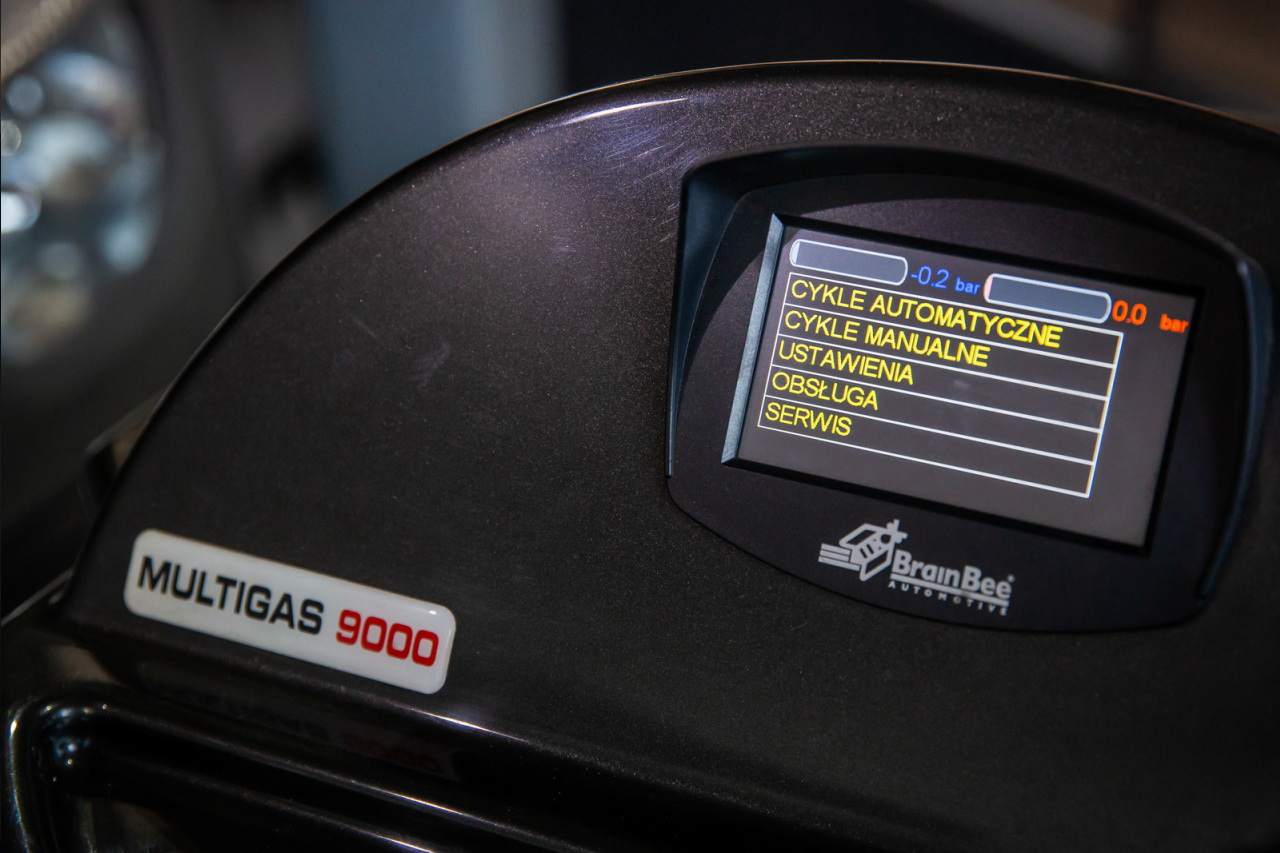 -0.2 bar 0.0 bar
CYKLE AUTOMATYCZNE
CYKLE MANUALNE
USTAWIENIA
OBSŁUGA
SERWIS
BrainBee®
AUTOMOTIVE
MULTIGAS 9000